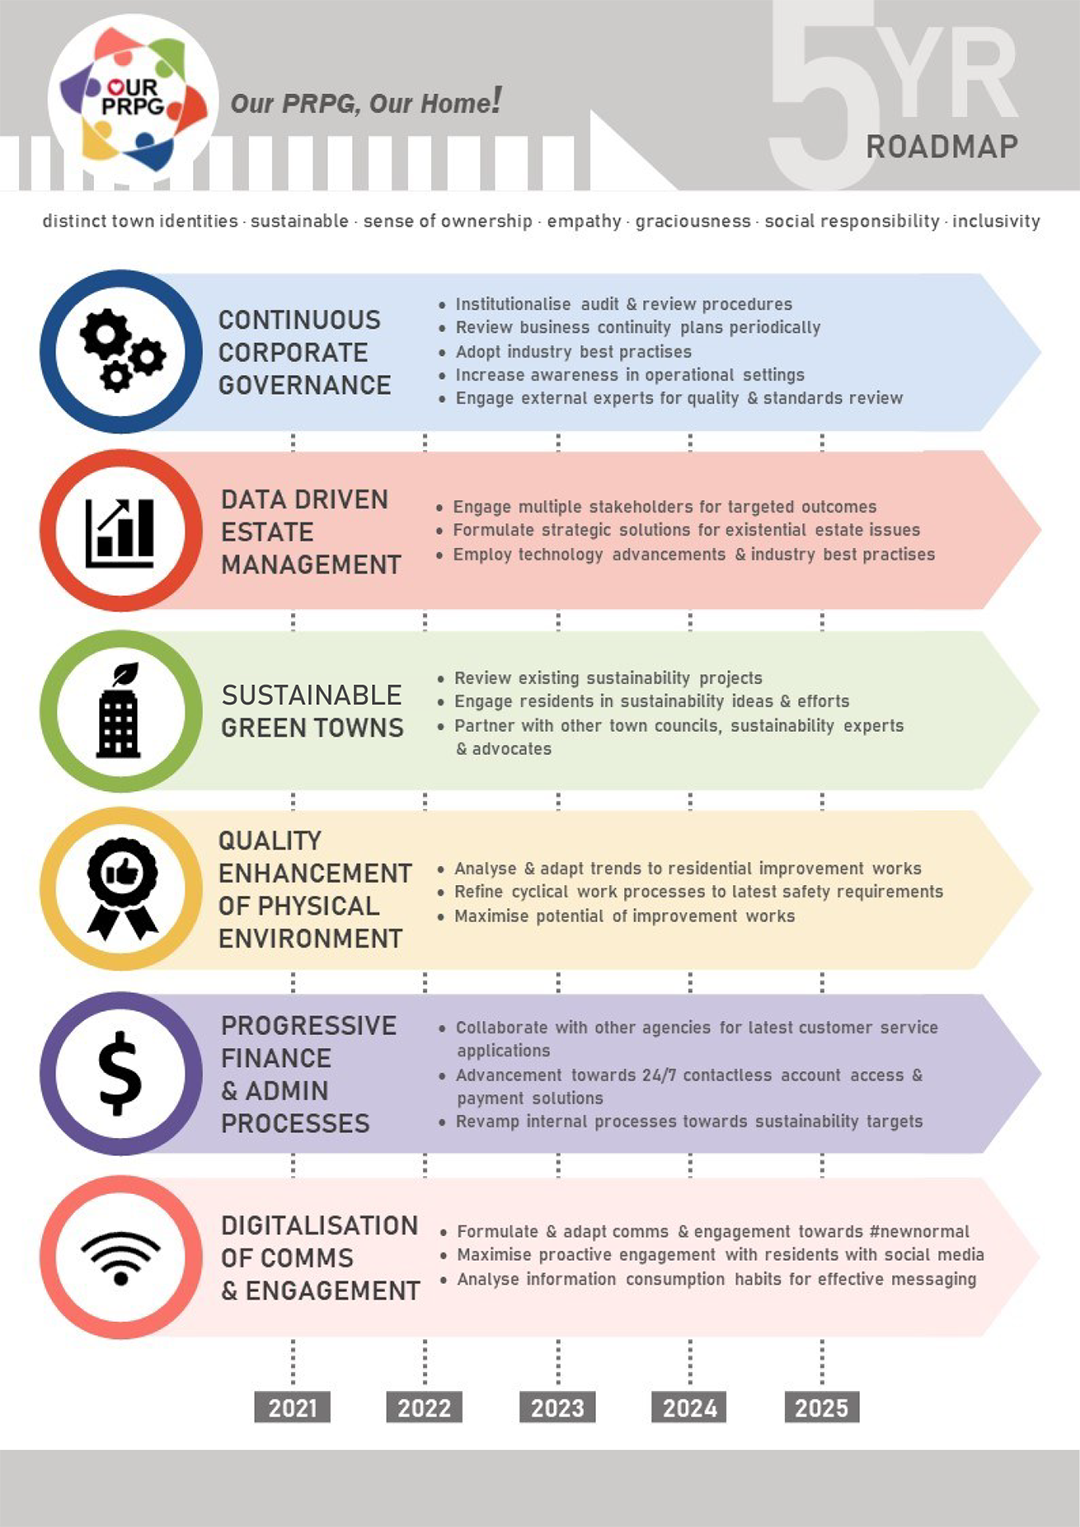 OUR
PRPG
Our PRPG, Our Home!
5YR
ROADMAP
distinct town identities · sustainable · sense of ownership · empathy · graciousness · social responsibility · inclusivity
CONTINUOUS
CORPORATE
GOVERNANCE
• Institutionalise audit & review procedures
• Review business continuity plans periodically
• Adopt industry best practises
• Increase awareness in operational settings
• Engage external experts for quality & standards review
DATA DRIVEN
ESTATE
MANAGEMENT
• Engage multiple stakeholders for targeted outcomes
• Formulate strategic solutions for existential estate issues
• Employ technology advancements & industry best practises
SUSTAINABLE
GREEN TOWNS
• Review existing sustainability projects
• Engage residents in sustainability ideas & efforts
• Partner with other town councils, sustainability experts
& advocates
QUALITY
ENHANCEMENT
OF PHYSICAL
ENVIRONMENT
• Analyse & adapt trends to residential improvement works
• Refine cyclical work processes to latest safety requirements
• Maximise potential of improvement works
$
PROGRESSIVE
FINANCE
& ADMIN
PROCESSES
• Collaborate with other agencies for latest customer service
applications
• Advancement towards 24/7 contactless account access &
payment solutions
• Revamp internal processes towards sustainability targets
DIGITALISATION
OF COMMS
& ENGAGEMENT
• Formulate & adapt comms & engagement towards #newnormal
• Maximise proactive engagement with residents with social media
• Analyse information consumption habits for effective messaging
2021
2022
2023
2024
2025